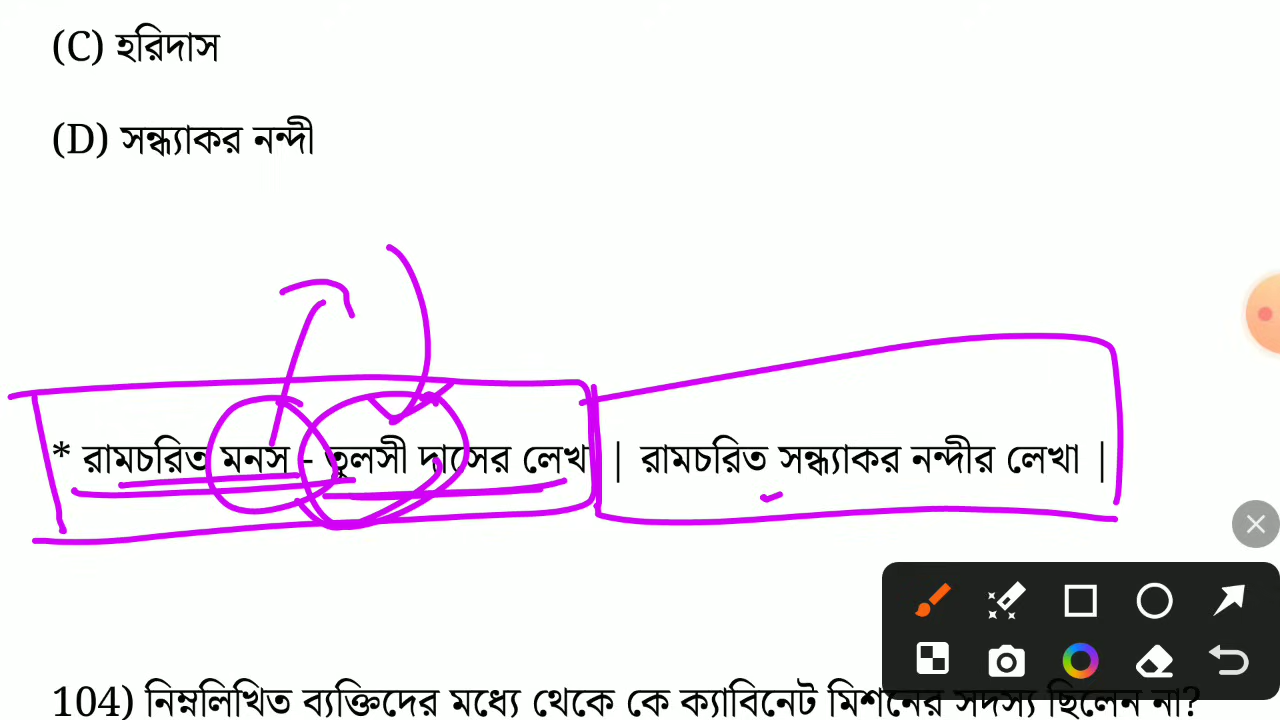 (C) হরিদাস
(D) সন্ধ্যাকর নন্দী
* রামচরিত মনস - তুলসী দাসের লেখা | রামচরিত সন্ধ্যাকর নন্দীর লেখা |
104) নিম্নলিখিত ব্যক্তিদের মধ্যে থেকে কে ক্যাবিনেট মিশনের সদস্য ছিলেন না?